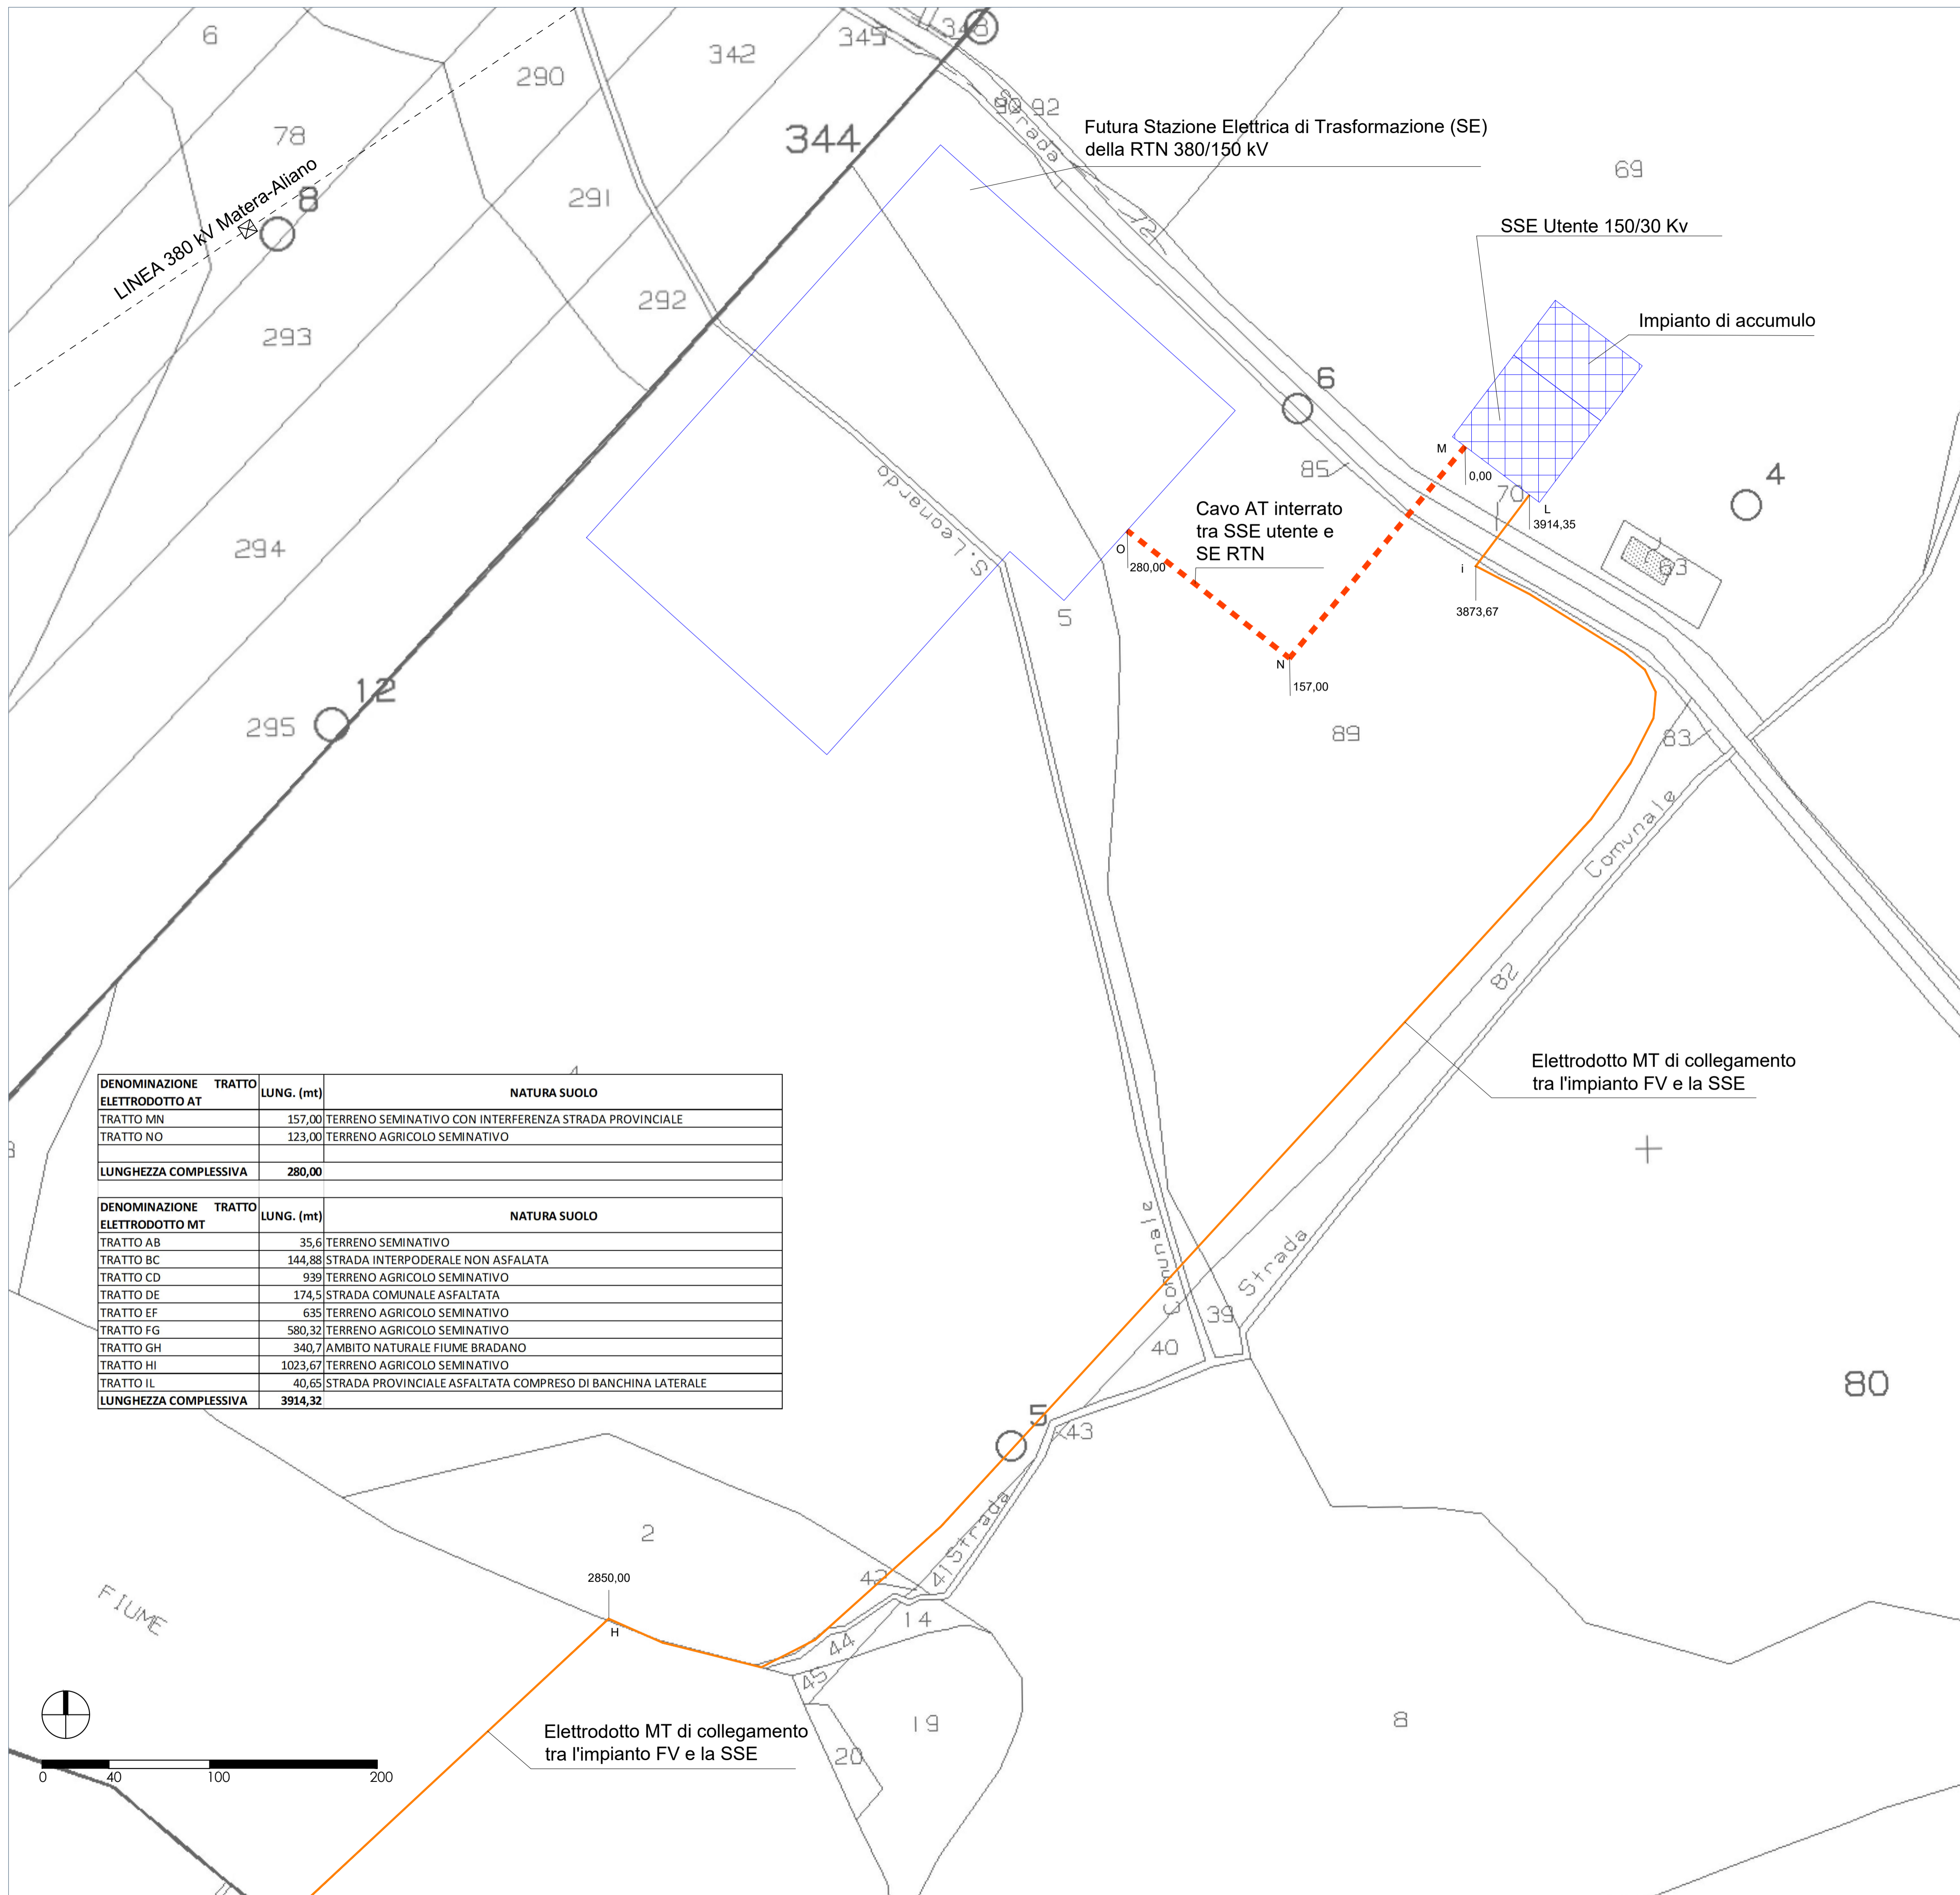 6
345
348
342
290
78
344
90 92
Strada
Futura Stazione Elettrica di Trasformazione (SE)
della RTN 380/150 kV
69
LINEA 380 kV Matera-Aliano
8
291
72
SSE Utente 150/30 Kv
292
293
Impianto di accumulo
6
M
0,00
85
70
L
3914,35
4
S.Leonardo
Cavo AT interrato
tra SSE utente e
SE RTN
294
O
280,00
i
3873,67
63
5
N
157,00
12
295
89
83
Comunale
82
Elettrodotto MT di collegamento
tra l'impianto FV e la SSE
DENOMINAZIONE TRATTO ELETTRODOTTO AT LUNG. (mt) NATURA SUOLO
TRATTO MN 157,00 TERRENO SEMINATIVO CON INTERFERENZA STRADA PROVINCIALE
TRATTO NO 123,00 TERRENO AGRICOLO SEMINATIVO
LUNGHEZZA COMPLESSIVA 280,00
DENOMINAZIONE TRATTO ELETTRODOTTO MT LUNG. (mt) NATURA SUOLO
TRATTO AB 35,6 TERRENO SEMINATIVO
TRATTO BC 144,88 STRADA INTERPODERALE NON ASFALATA
TRATTO CD 939 TERRENO AGRICOLO SEMINATIVO
TRATTO DE 174,5 STRADA COMUNALE ASFALTATA
TRATTO EF 635 TERRENO AGRICOLO SEMINATIVO
TRATTO FG 580,32 TERRENO AGRICOLO SEMINATIVO
TRATTO GH 340,7 AMBITO NATURALE FIUME BRADANO
TRATTO HI 1023,67 TERRENO AGRICOLO SEMINATIVO
TRATTO IL 40,65 STRADA PROVINCIALE ASFALTATA COMPRESO DI BANCHINA LATERALE
LUNGHEZZA COMPLESSIVA 3914,32
Comunale
Strada
39
40
80
5
43
2
Strada
41
42
2850,00
H
FIUME
14
44
45
19
8
20
Elettrodotto MT di collegamento
tra l'impianto FV e la SSE
0 40 100 200